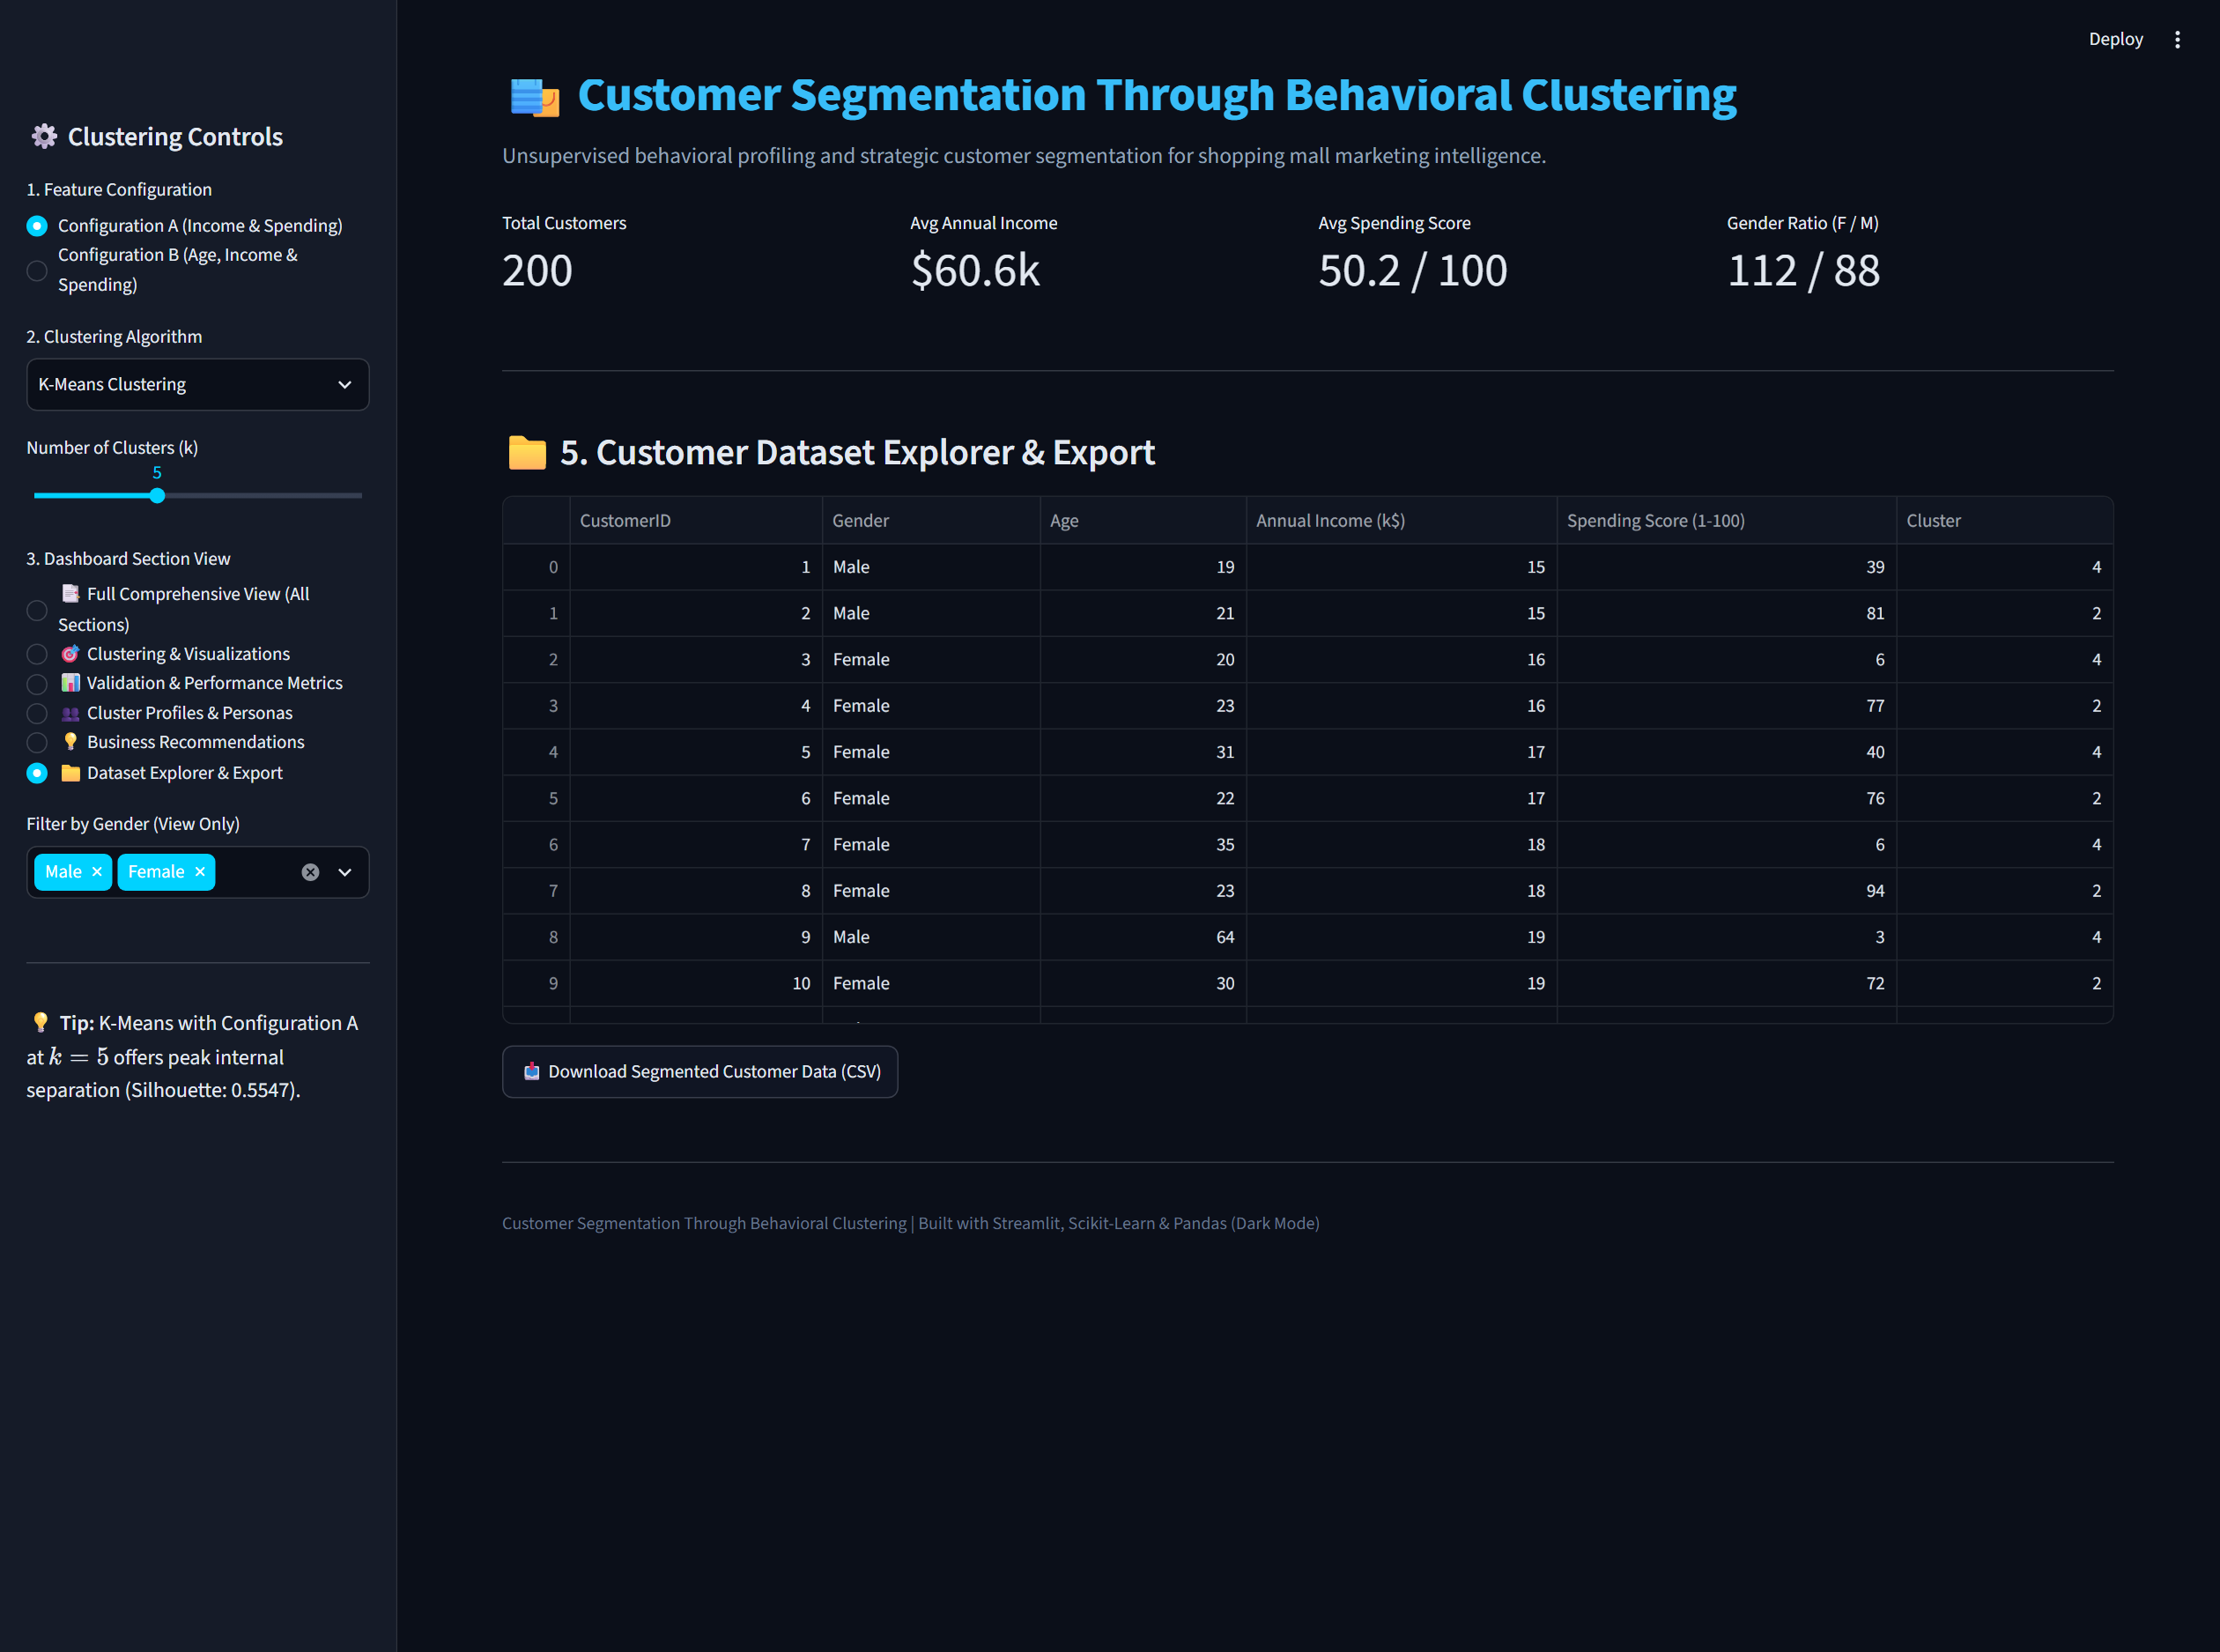 Deploy
Clustering Controls
1. Feature Configuration
Configuration A (Income & Spending)
Configuration B (Age, Income &
Spending)
2. Clustering Algorithm
K-Means Clustering
Number of Clusters (k)
5
3. Dashboard Section View
Full Comprehensive View (All
Sections)
Clustering & Visualizations
Validation & Performance Metrics
Cluster Profiles & Personas
Business Recommendations
Dataset Explorer & Export
Filter by Gender (View Only)
Male Female
Tip: K-Means with Configuration A
at k = 5 offers peak internal
separation (Silhouette: 0.5547).
Customer Segmentation Through Behavioral Clustering
Unsupervised behavioral profiling and strategic customer segmentation for shopping mall marketing intelligence.
Total Customers Avg Annual Income Avg Spending Score Gender Ratio (F / M)
200 $60.6k 50.2 / 100 112 / 88
5. Customer Dataset Explorer & Export
CustomerID Gender Age Annual Income (k$) Spending Score (1-100) Cluster
0 1 Male 19 15 39 4
1 2 Male 21 15 81 2
2 3 Female 20 16 6 4
3 4 Female 23 16 77 2
4 5 Female 31 17 40 4
5 6 Female 22 17 76 2
6 7 Female 35 18 6 4
7 8 Female 23 18 94 2
8 9 Male 64 19 3 4
9 10 Female 30 19 72 2
Download Segmented Customer Data (CSV)
Customer Segmentation Through Behavioral Clustering | Built with Streamlit, Scikit-Learn & Pandas (Dark Mode)